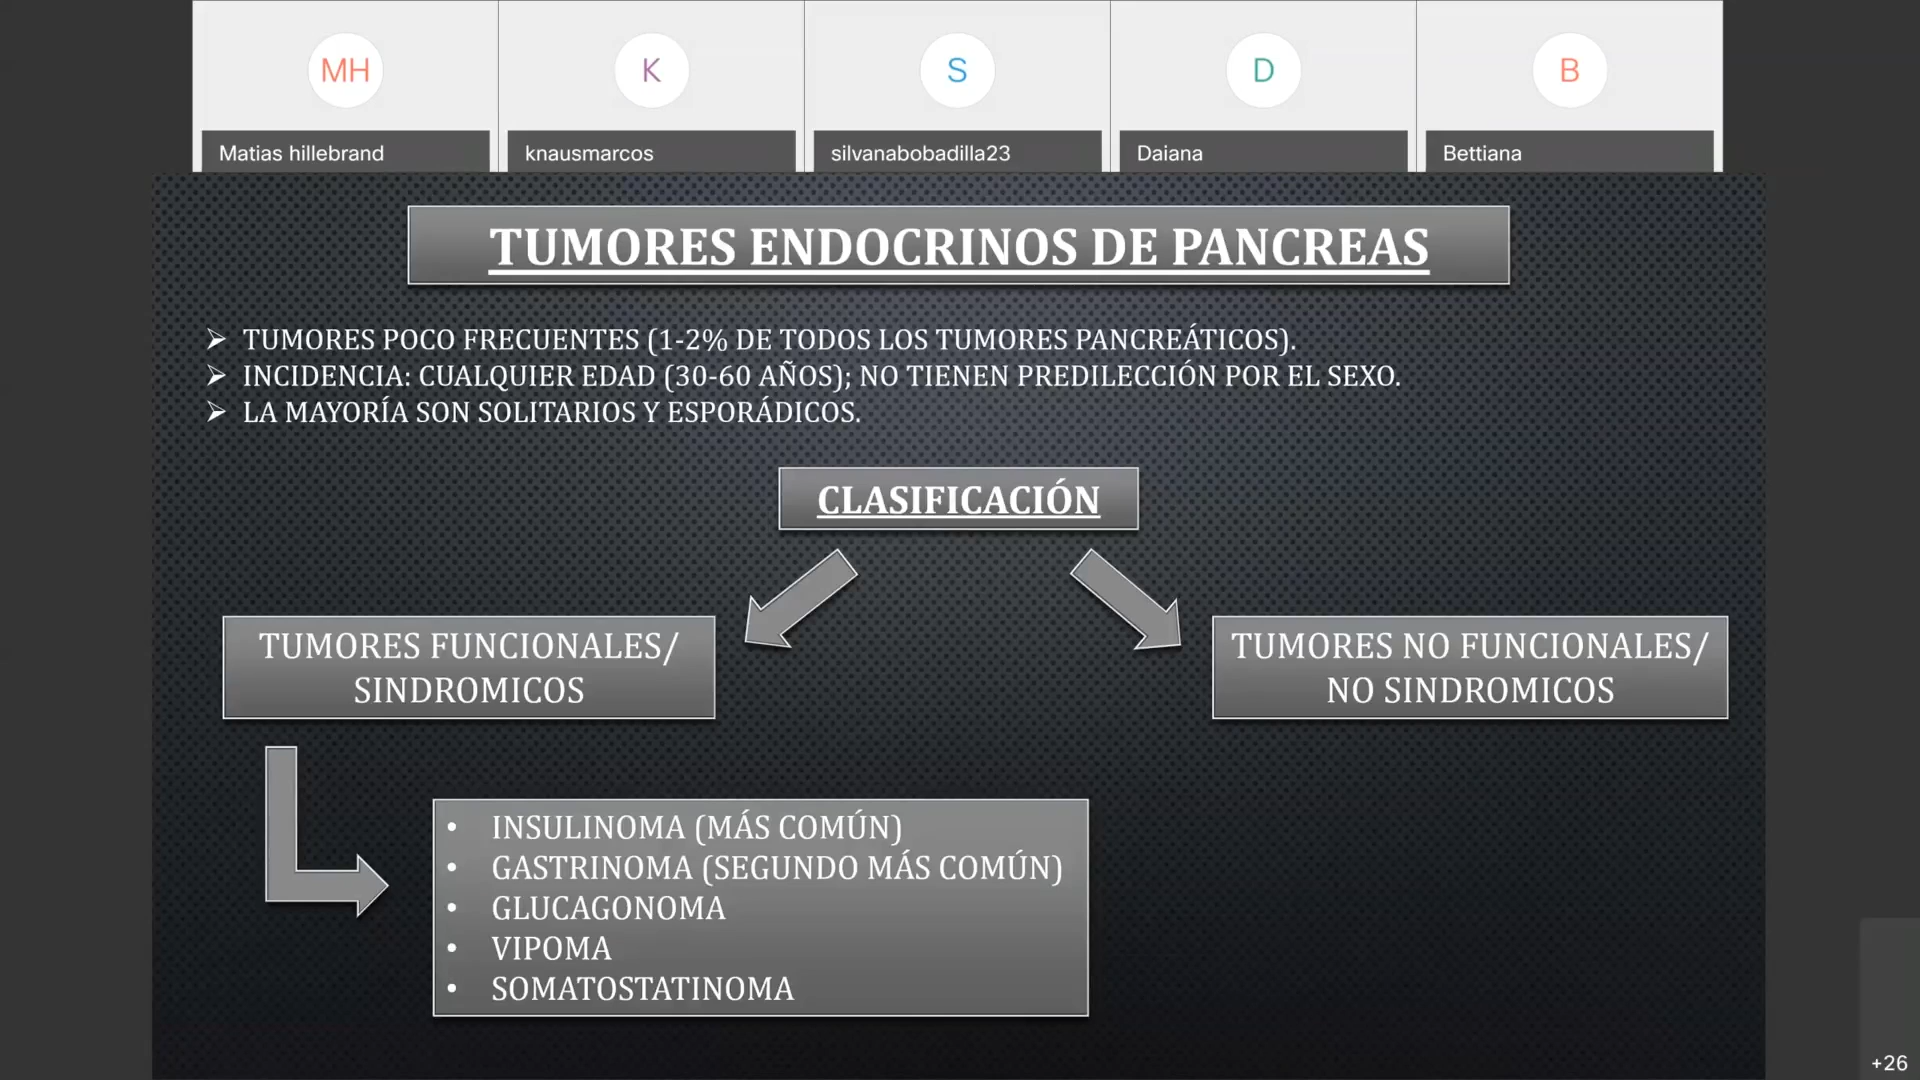 MH
K
S
D
B
Matias hillebrand
knausmarcos
silvanabobadilla23
Daiana
Bettiana
TUMORES ENDOCRINOS DE PANCREAS
➢ TUMORES POCO FRECUENTES (1-2% DE TODOS LOS TUMORES PANCREÁTICOS).
➢ INCIDENCIA: CUALQUIER EDAD (30-60 AÑOS); NO TIENEN PREDILECCIÓN POR EL SEXO.
➢ LA MAYORÍA SON SOLITARIOS Y ESPORÁDICOS.
CLASIFICACIÓN
TUMORES FUNCIONALES/
SINDROMICOS
TUMORES NO FUNCIONALES/
NO SINDROMICOS
• INSULINOMA (MÁS COMÚN)
• GASTRINOMA (SEGUNDO MÁS COMÚN)
• GLUCAGONOMA
• VIPOMA
• SOMATOSTATINOMA
+26